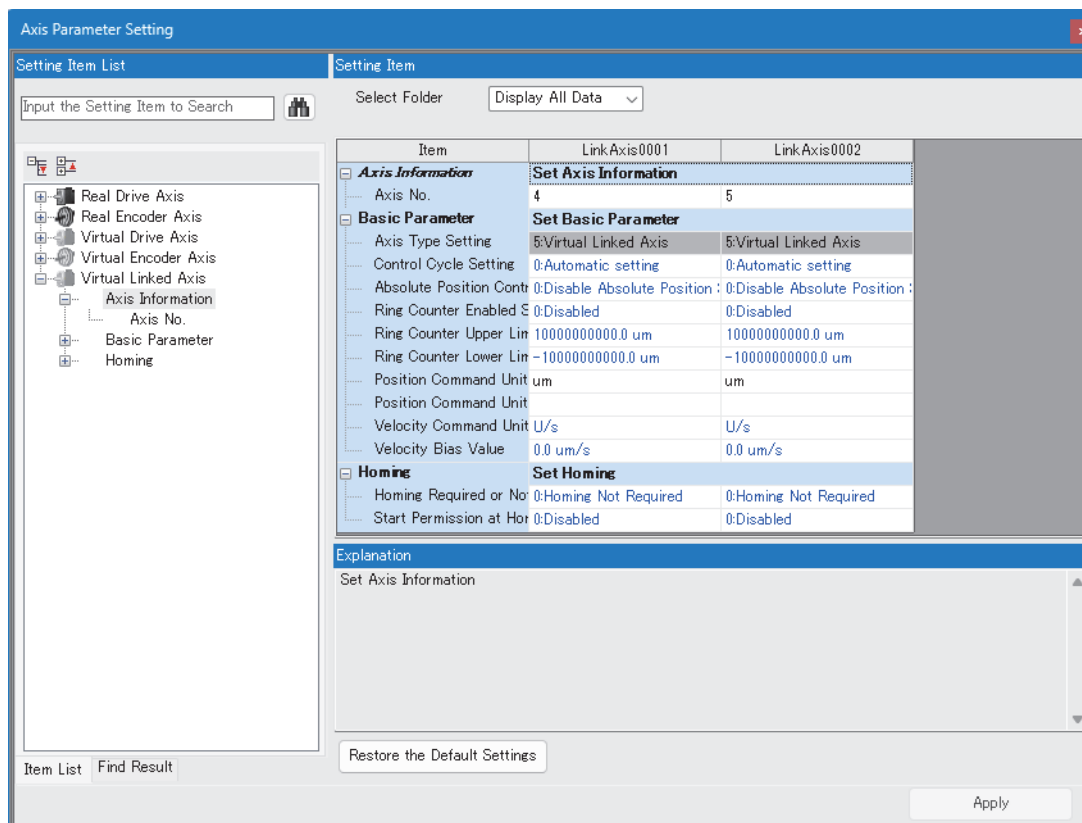 Axis Parameter Setting
Setting Item List
Input the Setting Item to Search
Real Drive Axis
Real Encoder Axis
Virtual Drive Axis
Virtual Encoder Axis
Virtual Linked Axis
Axis Information
Axis No.
Basic Parameter
Homing
Item List Find Result
Setting Item
Select Folder Display All Data
Item LinkAxis0001 LinkAxis0002
Axis Information Set Axis Information
Axis No. 4 5
Basic Parameter Set Basic Parameter
Axis Type Setting 5:Virtual Linked Axis 5:Virtual Linked Axis
Control Cycle Setting 0:Automatic setting 0:Automatic setting
Absolute Position Contr 0:Disable Absolute Position 0:Disable Absolute Position
Ring Counter Enabled S 0:Disabled 0:Disabled
Ring Counter Upper Lim 10000000000.0 um 10000000000.0 um
Ring Counter Lower Lim -10000000000.0 um -10000000000.0 um
Position Command Unit um um
Position Command Unit
Velocity Command Unit U/s U/s
Velocity Bias Value 0.0 um/s 0.0 um/s
Homing Set Homing
Homing Required or No 0:Homing Not Required 0:Homing Not Required
Start Permission at Hor 0:Disabled 0:Disabled
Explanation
Set Axis Information
Restore the Default Settings
Apply